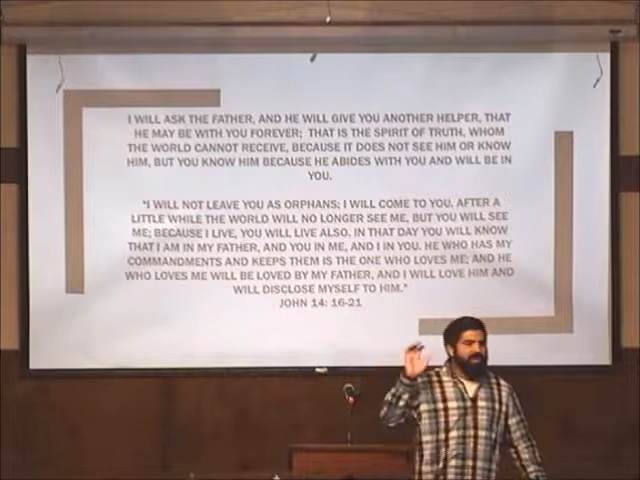 I WILL ASK THE FATHER, AND HE WILL GIVE YOU ANOTHER HELPER, THAT
HE MAY BE WITH YOU FOREVER; THAT IS THE SPIRIT OF TRUTH, WHOM
THE WORLD CANNOT RECEIVE, BECAUSE IT DOES NOT SEE HIM OR KNOW
HIM, BUT YOU KNOW HIM BECAUSE HE ABIDES WITH YOU AND WILL BE IN
YOU.
"I WILL NOT LEAVE YOU AS ORPHANS; I WILL COME TO YOU. AFTER A
LITTLE WHILE THE WORLD WILL NO LONGER SEE ME, BUT YOU WILL SEE
ME; BECAUSE I LIVE, YOU WILL LIVE ALSO. IN THAT DAY YOU WILL KNOW
THAT I AM IN MY FATHER, AND YOU IN ME, AND I IN YOU. HE WHO HAS MY
COMMANDMENTS AND KEEPS THEM IS THE ONE WHO LOVES ME; AND HE
WHO LOVES ME WILL BE LOVED BY MY FATHER, AND I WILL LOVE HIM AND
WILL DISCLOSE MYSELF TO HIM."
JOHN 14: 16-21